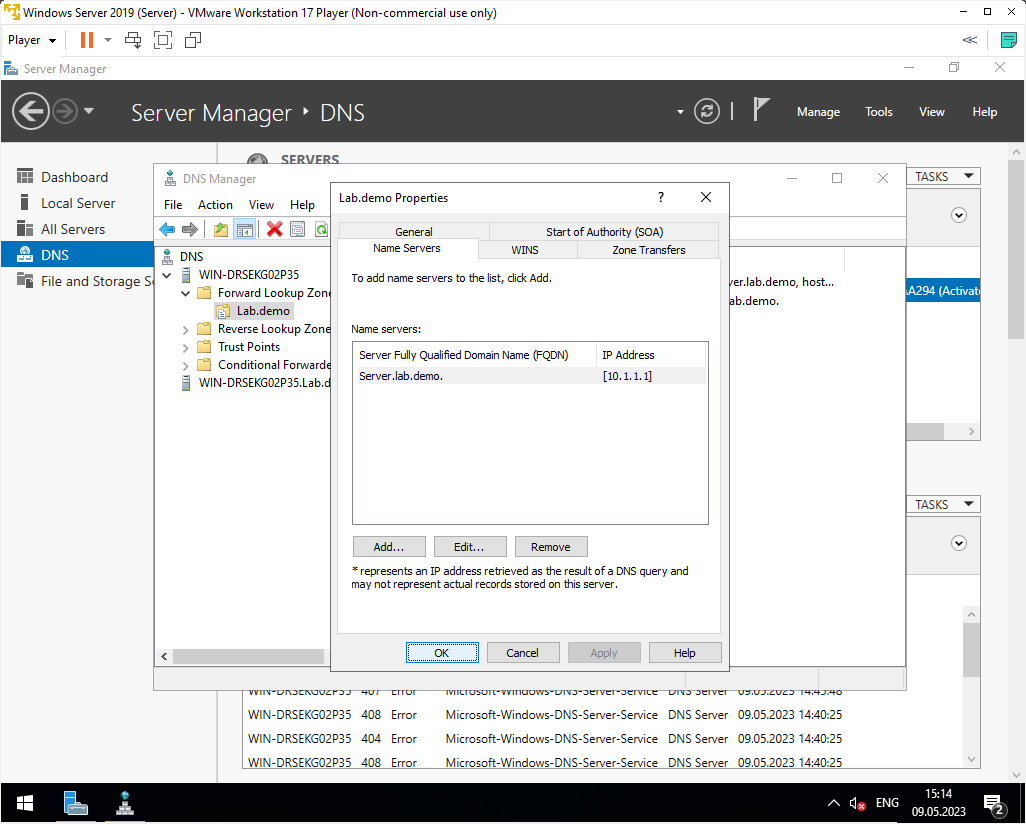 Windows Server 2019 (Server) - VMware Workstation 17 Player (Non-commercial use only)
Player
Server Manager
Server Manager DNS
Manage Tools View Help
Dashboard
Local Server
All Servers
DNS
File and Storage Se
SERVERS
TASKS
A294 (Activate
TASKS
DNS Manager
File Action View Help
DNS
WIN-DRSEKG02P35
Forward Lookup Zone
Lab.demo
Reverse Lookup Zone
Trust Points
Conditional Forwarde
WIN-DRSEKG02P35.Lab.d
ver.lab.demo, host...
ab.demo.
Lab.demo Properties
?
General Start of Authority (SOA)
Name Servers WINS Zone Transfers
To add name servers to the list, click Add.
Name servers:
Server Fully Qualified Domain Name (FQDN) IP Address
Server.lab.demo. [10.1.1.1]
Add... Edit... Remove
* represents an IP address retrieved as the result of a DNS query and
may not represent actual records stored on this server.
OK Cancel Apply Help
WIN-DRSEKG02P35 407 Error Microsoft-Windows-DNS-Server-Service DNS Server 09.05.2023 14:45:48
WIN-DRSEKG02P35 408 Error Microsoft-Windows-DNS-Server-Service DNS Server 09.05.2023 14:40:25
WIN-DRSEKG02P35 404 Error Microsoft-Windows-DNS-Server-Service DNS Server 09.05.2023 14:40:25
WIN-DRSEKG02P35 408 Error Microsoft-Windows-DNS-Server-Service DNS Server 09.05.2023 14:40:25
ENG
15:14
09.05.2023
2